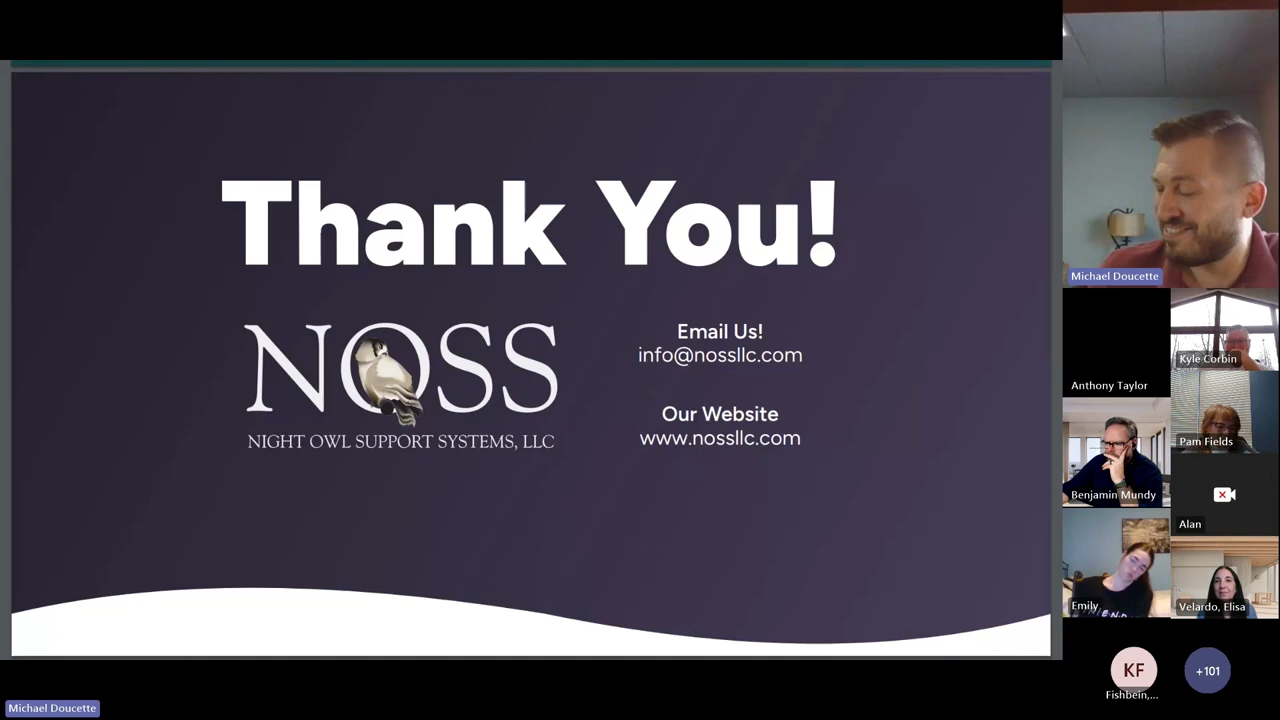 Thank You!
NOSS
NIGHT OWL SUPPORT SYSTEMS, LLC
Email Us!
info@nossllc.com
Our Website
www.nossllc.com
Michael Doucette
Anthony Taylor
Kyle Corbin
Pam Fields
Benjamin Mundy
Alan
Emily
Velardo, Elisa
KF
Fishbein,...
+101
Michael Doucette